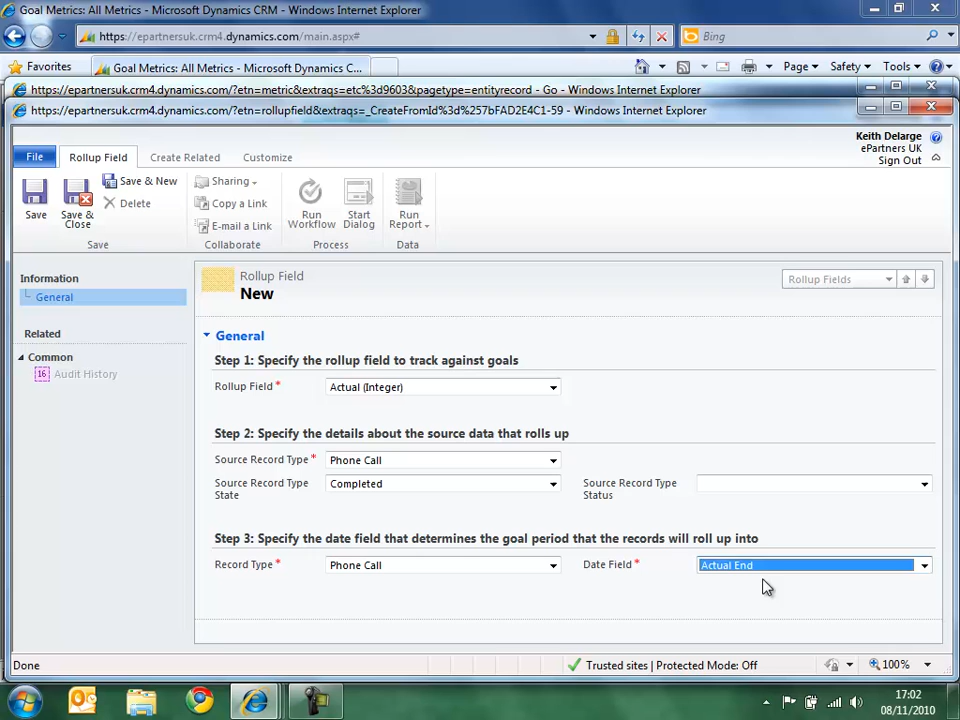 Goal Metrics: All Metrics - Microsoft Dynamics CRM - Windows Internet Explorer
https://epartnersuk.crm4.dynamics.com/main.aspx#
Bing
Favorites
Goal Metrics: All Metrics - Microsoft Dynamics C...
Page
Safety
Tools
https://epartnersuk.crm4.dynamics.com/?etn=metric&extraqs=etc%3d9603&pagetype=entityrecord - Go - Windows Internet Explorer
https://epartnersuk.crm4.dynamics.com/?etn=rollupfield&extraqs=_CreateFromId%3d%257bFAD2E4C1-59 - Windows Internet Explorer
Keith Delarge
ePartners UK
Sign Out
File
Rollup Field
Create Related
Customize
Save
Save & Close
Save & New
Delete
Save
Sharing
Copy a Link
E-mail a Link
Collaborate
Run Workflow
Start Dialog
Process
Run Report
Data
Information
General
Related
Common
16 Audit History
Rollup Field
New
Rollup Fields
General
Step 1: Specify the rollup field to track against goals
Rollup Field * Actual (Integer)
Step 2: Specify the details about the source data that rolls up
Source Record Type * Phone Call
Source Record Type State Completed
Source Record Type Status
Step 3: Specify the date field that determines the goal period that the records will roll up into
Record Type * Phone Call
Date Field * Actual End
Done
Trusted sites | Protected Mode: Off
100%
17:02
08/11/2010